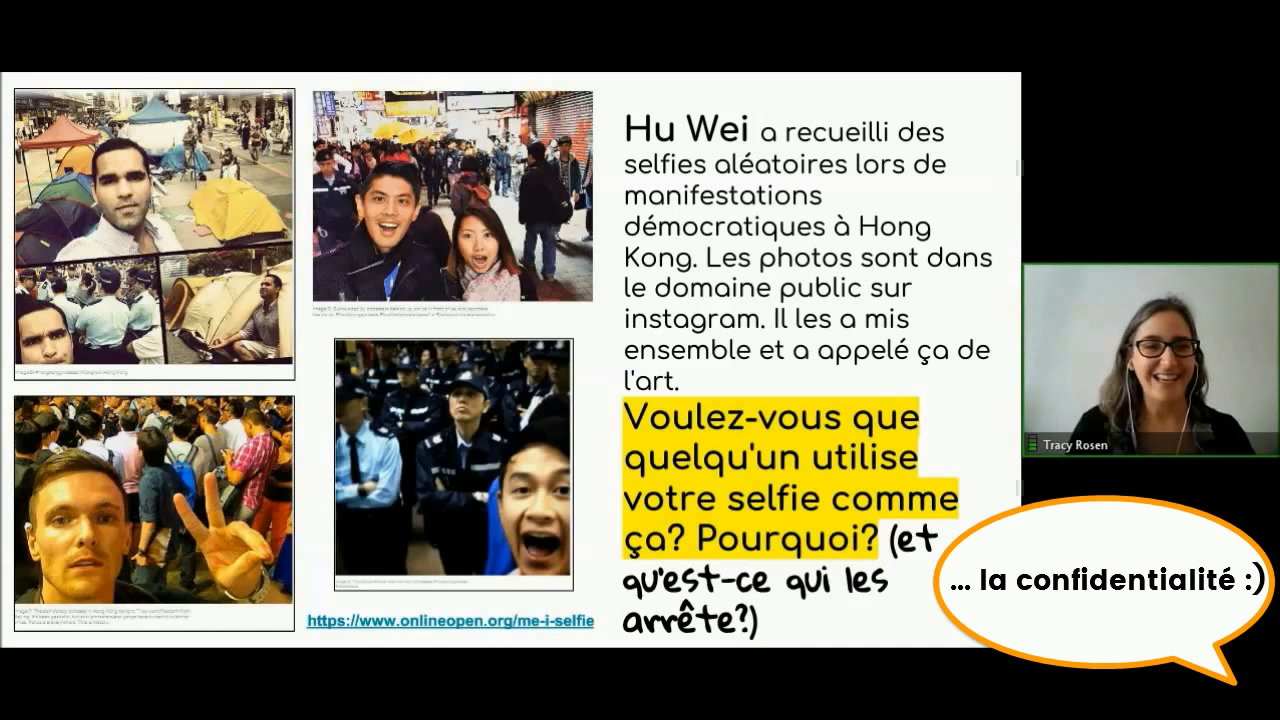 Hu Wei a recueilli des
selfies aléatoires lors de
manifestations
démocratiques à Hong
Kong. Les photos sont dans
le domaine public sur
instagram. Il les a mis
ensemble et a appelé ça de
l'art.
Voulez-vous que
quelqu'un utilise
votre selfie comme
ça? Pourquoi? (et
qu'est-ce qui les
arrête?)
https://www.onlineopen.org/me-i-selfie
Tracy Rosen
... la confidentialité :)